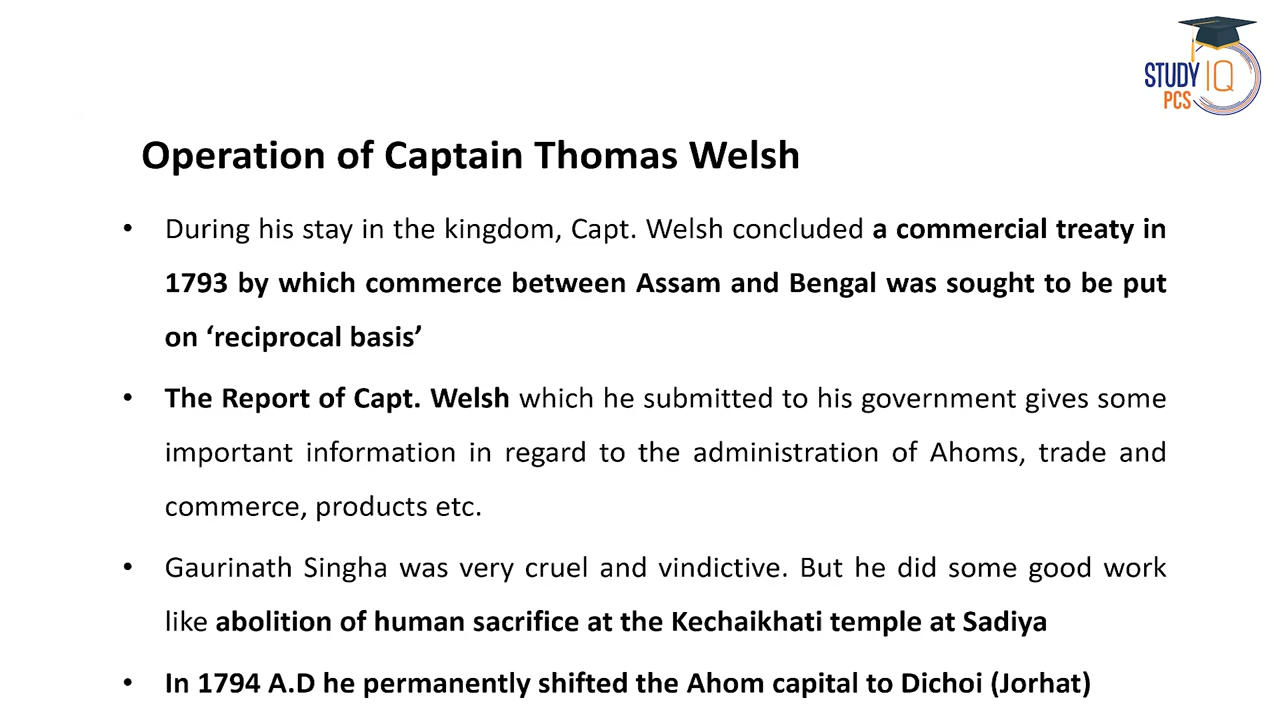 STUDY IQ
PCS
Operation of Captain Thomas Welsh
• During his stay in the kingdom, Capt. Welsh concluded a commercial treaty in
1793 by which commerce between Assam and Bengal was sought to be put
on ‘reciprocal basis’
• The Report of Capt. Welsh which he submitted to his government gives some
important information in regard to the administration of Ahoms, trade and
commerce, products etc.
• Gaurinath Singha was very cruel and vindictive. But he did some good work
like abolition of human sacrifice at the Kechaikhati temple at Sadiya
• In 1794 A.D he permanently shifted the Ahom capital to Dichoi (Jorhat)